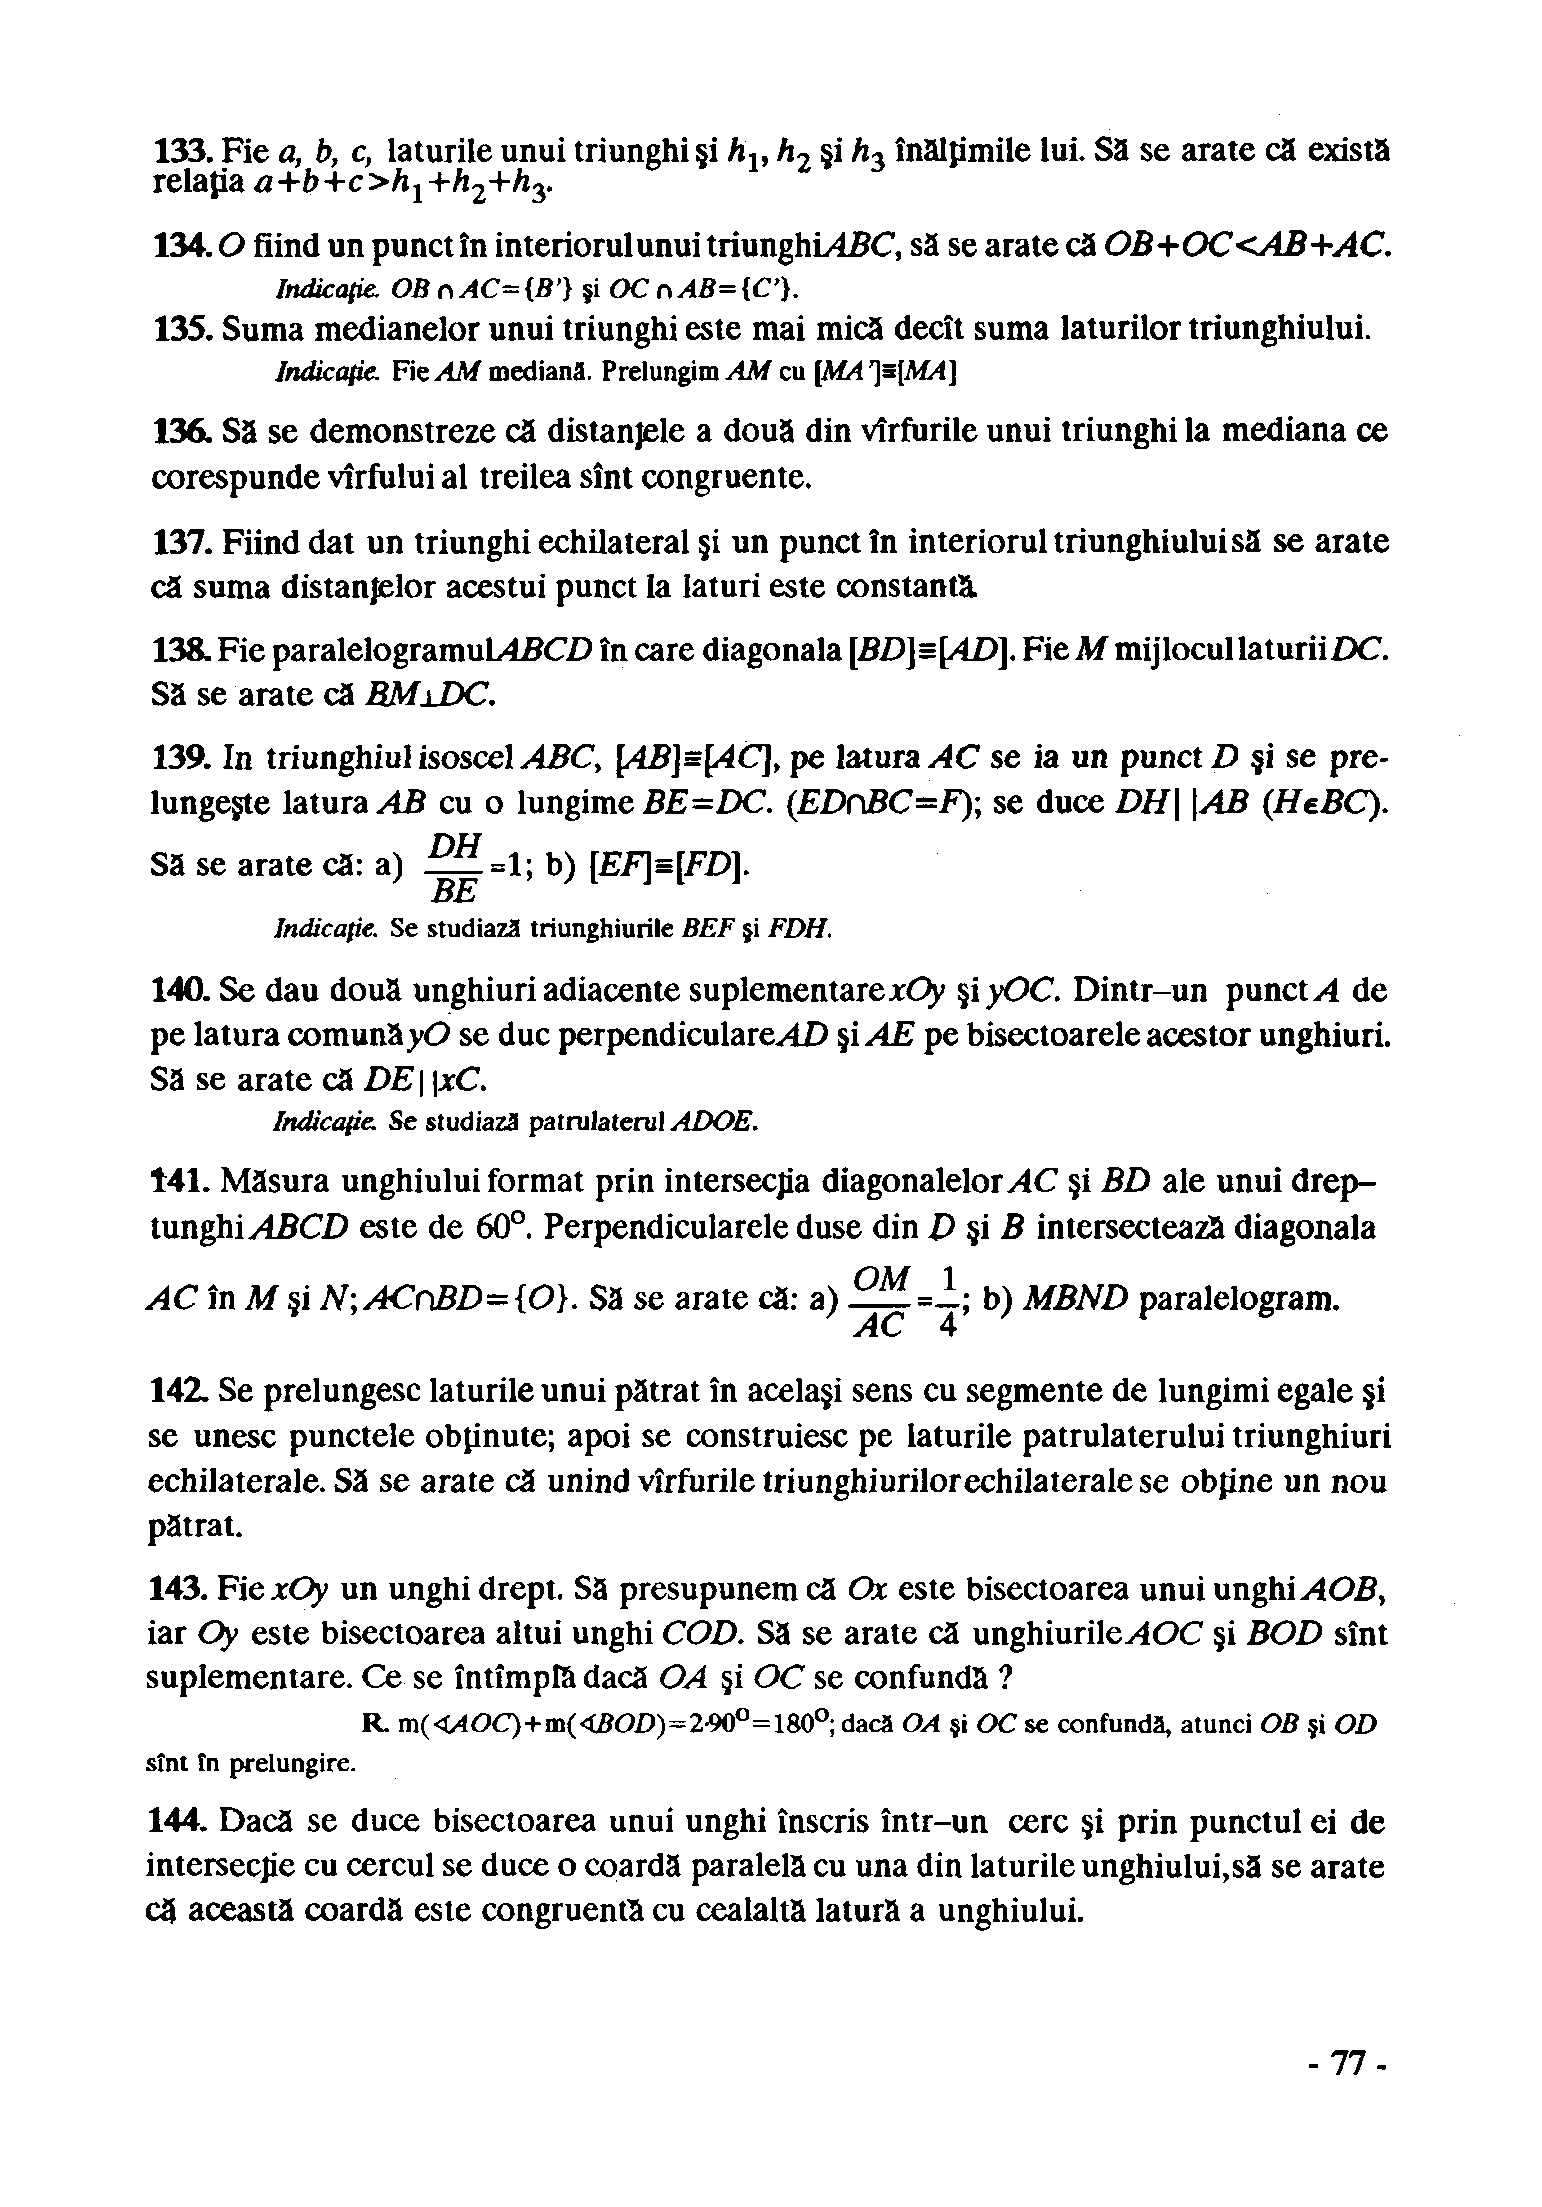 133. Fie a, b, c, laturile unui triunghi şi h₁, h₂ şi h₃ înălţimile lui. Să se arate că există
relaţia a+b+c>h₁+h₂+h₃.
134. O fiind un punct în interiorul unui triunghi ABC, să se arate că OB+OC<AB+AC.
Indicaţie. OB ∩ AC={B'} şi OC ∩ AB={C'}.
135. Suma medianelor unui triunghi este mai mică decît suma laturilor triunghiului.
Indicaţie. Fie AM mediană. Prelungim AM cu [MA']≡[MA]
136. Să se demonstreze că distanţele a două din vîrfurile unui triunghi la mediana ce
corespunde vîrfului al treilea sînt congruente.
137. Fiind dat un triunghi echilateral şi un punct în interiorul triunghiului să se arate
că suma distanţelor acestui punct la laturi este constantă.
138. Fie paralelogramul ABCD în care diagonala [BD]≡[AD]. Fie M mijlocul laturii DC.
Să se arate că BM⊥DC.
139. In triunghiul isoscel ABC, [AB]≡[AC], pe latura AC se ia un punct D şi se pre-
lungeşte latura AB cu o lungime BE=DC. (ED∩BC=F); se duce DH||AB (H∈BC).
Să se arate că: a) DH/BE=1; b) [EF]≡[FD].
Indicaţie. Se studiază triunghiurile BEF şi FDH.
140. Se dau două unghiuri adiacente suplementare xOy şi yOC. Dintr-un punct A de
pe latura comună yO se duc perpendiculare AD şi AE pe bisectoarele acestor unghiuri.
Să se arate că DE||xC.
Indicaţie. Se studiază patrulaterul ADOE.
141. Măsura unghiului format prin intersecţia diagonalelor AC şi BD ale unui drep-
tunghi ABCD este de 60°. Perpendicularele duse din D şi B intersectează diagonala
AC în M şi N; AC∩BD={O}. Să se arate că: a) OM/AC=1/4; b) MBND paralelogram.
142. Se prelungesc laturile unui pătrat în acelaşi sens cu segmente de lungimi egale şi
se unesc punctele obţinute; apoi se construiesc pe laturile patrulaterului triunghiuri
echilaterale. Să se arate că unind vîrfurile triunghiurilor echilaterale se obţine un nou
pătrat.
143. Fie xOy un unghi drept. Să presupunem că Ox este bisectoarea unui unghi AOB,
iar Oy este bisectoarea altui unghi COD. Să se arate că unghiurile AOC şi BOD sînt
suplementare. Ce se întîmplă dacă OA şi OC se confundă ?
R. m(∢AOC)+m(∢BOD)=2·90°=180°; dacă OA şi OC se confundă, atunci OB şi OD
sînt în prelungire.
144. Dacă se duce bisectoarea unui unghi înscris într-un cerc şi prin punctul ei de
intersecţie cu cercul se duce o coardă paralelă cu una din laturile unghiului,să se arate
că această coardă este congruentă cu cealaltă latură a unghiului.
- 77 -